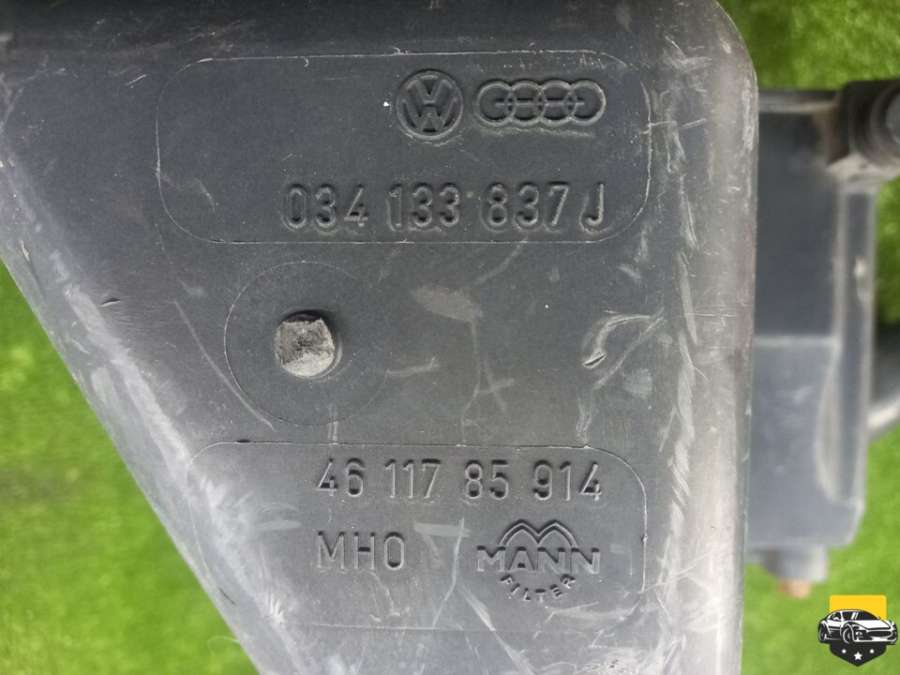 034 133 837 J
46 117 85 914
MHO
MANN
FILTER